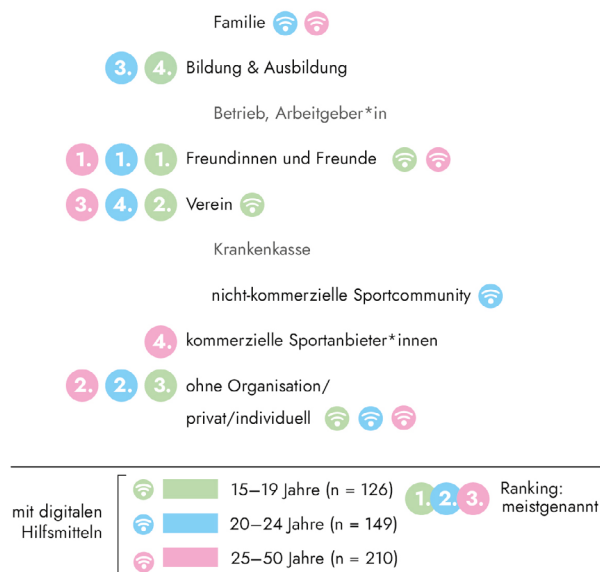 Familie
3. 4. Bildung & Ausbildung
Betrieb, Arbeitgeber*in
1. 1. 1. Freundinnen und Freunde
3. 4. 2. Verein
Krankenkasse
nicht-kommerzielle Sportcommunity
4. kommerzielle Sportanbieter*innen
2. 2. 3. ohne Organisation/
privat/individuell
mit digitalen
Hilfsmitteln
15–19 Jahre (n = 126)
20–24 Jahre (n = 149)
25–50 Jahre (n = 210)
1. 2. 3. Ranking:
meistgenannt